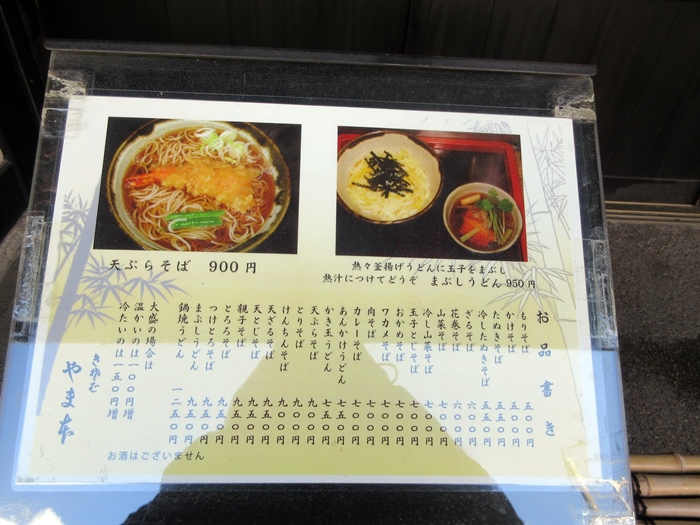 天ぷらそば 900円
熱々釜揚げうどんに玉子をまぶし
熱汁につけてどうぞ まぶしうどん 950円
お品書き
もりそば 五〇〇円
かけそば 五〇〇円
たぬきそば 五五〇円
冷したぬきそば 五五〇円
ざるそば 六〇〇円
花巻そば 六〇〇円
山菜そば 七〇〇円
冷し山菜そば 七〇〇円
玉子とじそば 七〇〇円
おかめそば 七〇〇円
ワカメそば 七〇〇円
肉そば 七〇〇円
カレーそば 七〇〇円
あんかけうどん 七五〇円
かき玉うどん 七五〇円
天ぷらそば 九〇〇円
とりそば 九〇〇円
けんちんそば 九〇〇円
天ざるそば 九五〇円
天とじそば 九五〇円
親子そば 九五〇円
とろろそば 九五〇円
つけとろそば 九五〇円
まぶしうどん 九五〇円
鍋焼うどん 一二五〇円
大盛の場合は
温かいのは一〇〇円増
冷たいのは一五〇円増
やま本
お酒はございません